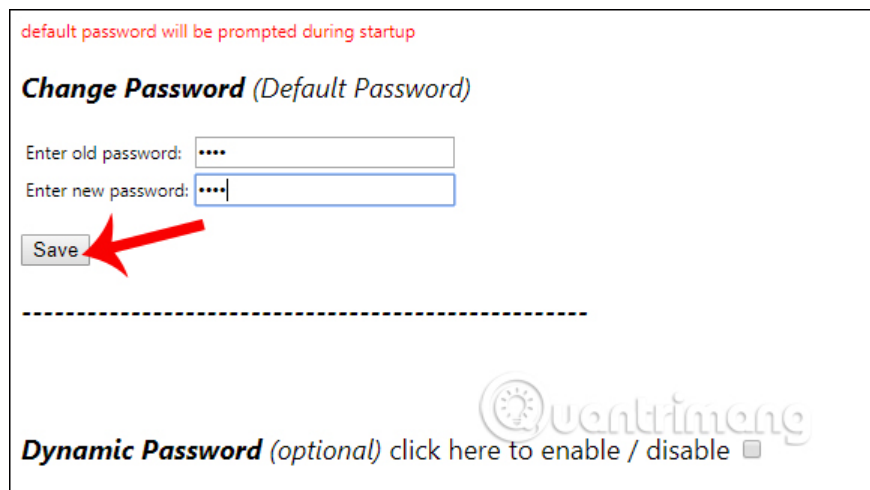 default password will be prompted during startup
Change Password (Default Password)
Enter old password: ••••
Enter new password: ••••
Save
----------------------------------------------------
Quantrimang
Dynamic Password (optional) click here to enable / disable